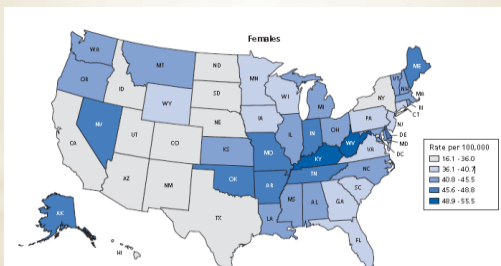 Females
WA
MT
ND
MN
ME
OR
ID
SD
WI
MI
VT
NH
NY
MA
RI
CT
WY
IA
PA
NJ
NE
NV
UT
CO
IL
IN
OH
DE
MD
DC
WV
VA
CA
KS
MO
KY
NC
TN
AZ
NM
OK
AR
SC
MS
AL
GA
TX
LA
FL
AK
HI
Rate per 100,000
16.1 - 36.0
36.1 - 40.7
40.8 - 45.5
45.6 - 48.8
48.9 - 55.5